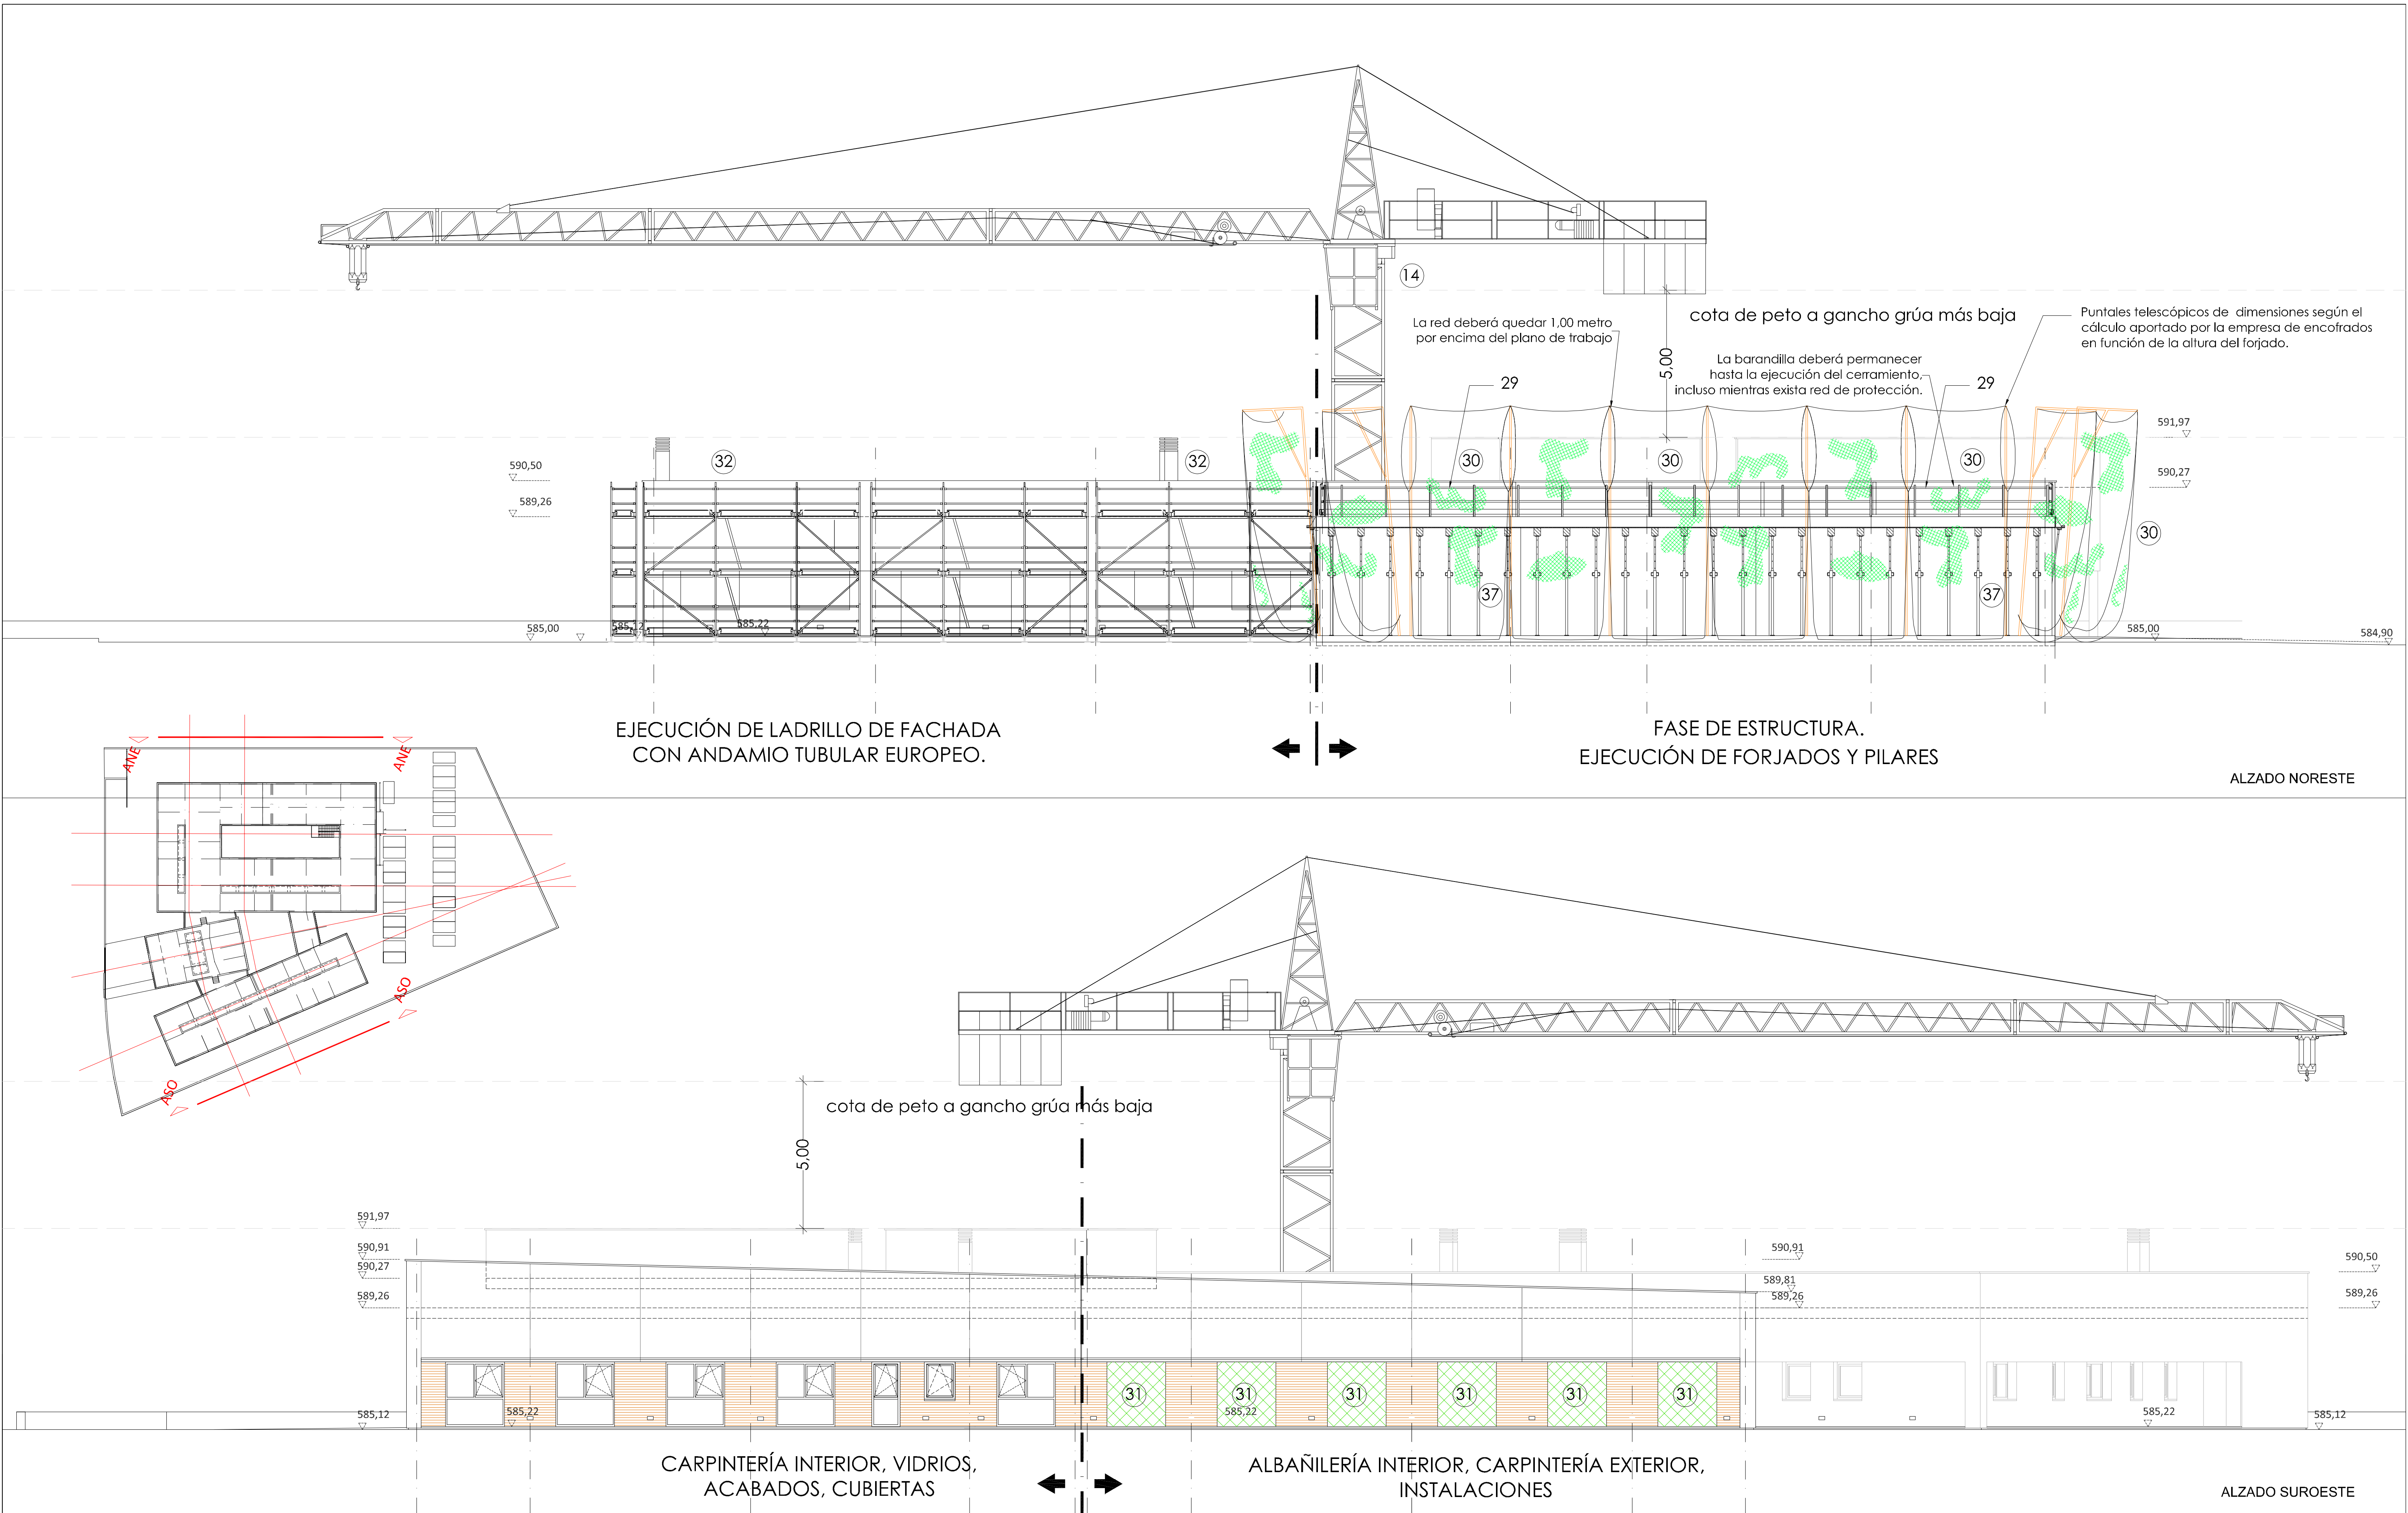 14
La red deberá quedar 1,00 metro
por encima del plano de trabajo
cota de peto a gancho grúa más baja
5,00
Puntales telescópicos de dimensiones según el
cálculo aportado por la empresa de encofrados
en función de la altura del forjado.
La barandilla deberá permanecer
hasta la ejecución del cerramiento,
incluso mientras exista red de protección.
29
29
591,97
590,27
590,50
589,26
32
32
30
30
30
30
37
37
585,00
585,12
585,22
585,00
584,90
EJECUCIÓN DE LADRILLO DE FACHADA
CON ANDAMIO TUBULAR EUROPEO.
FASE DE ESTRUCTURA.
EJECUCIÓN DE FORJADOS Y PILARES
ALZADO NORESTE
ANE
ANE
ASO
ASO
cota de peto a gancho grúa más baja
5,00
591,97
590,91
590,27
589,26
585,12
585,22
590,91
589,81
589,26
590,50
589,26
31
31
31
31
31
31
585,22
585,22
585,12
CARPINTERÍA INTERIOR, VIDRIOS,
ACABADOS, CUBIERTAS
ALBAÑILERÍA INTERIOR, CARPINTERÍA EXTERIOR,
INSTALACIONES
ALZADO SUROESTE